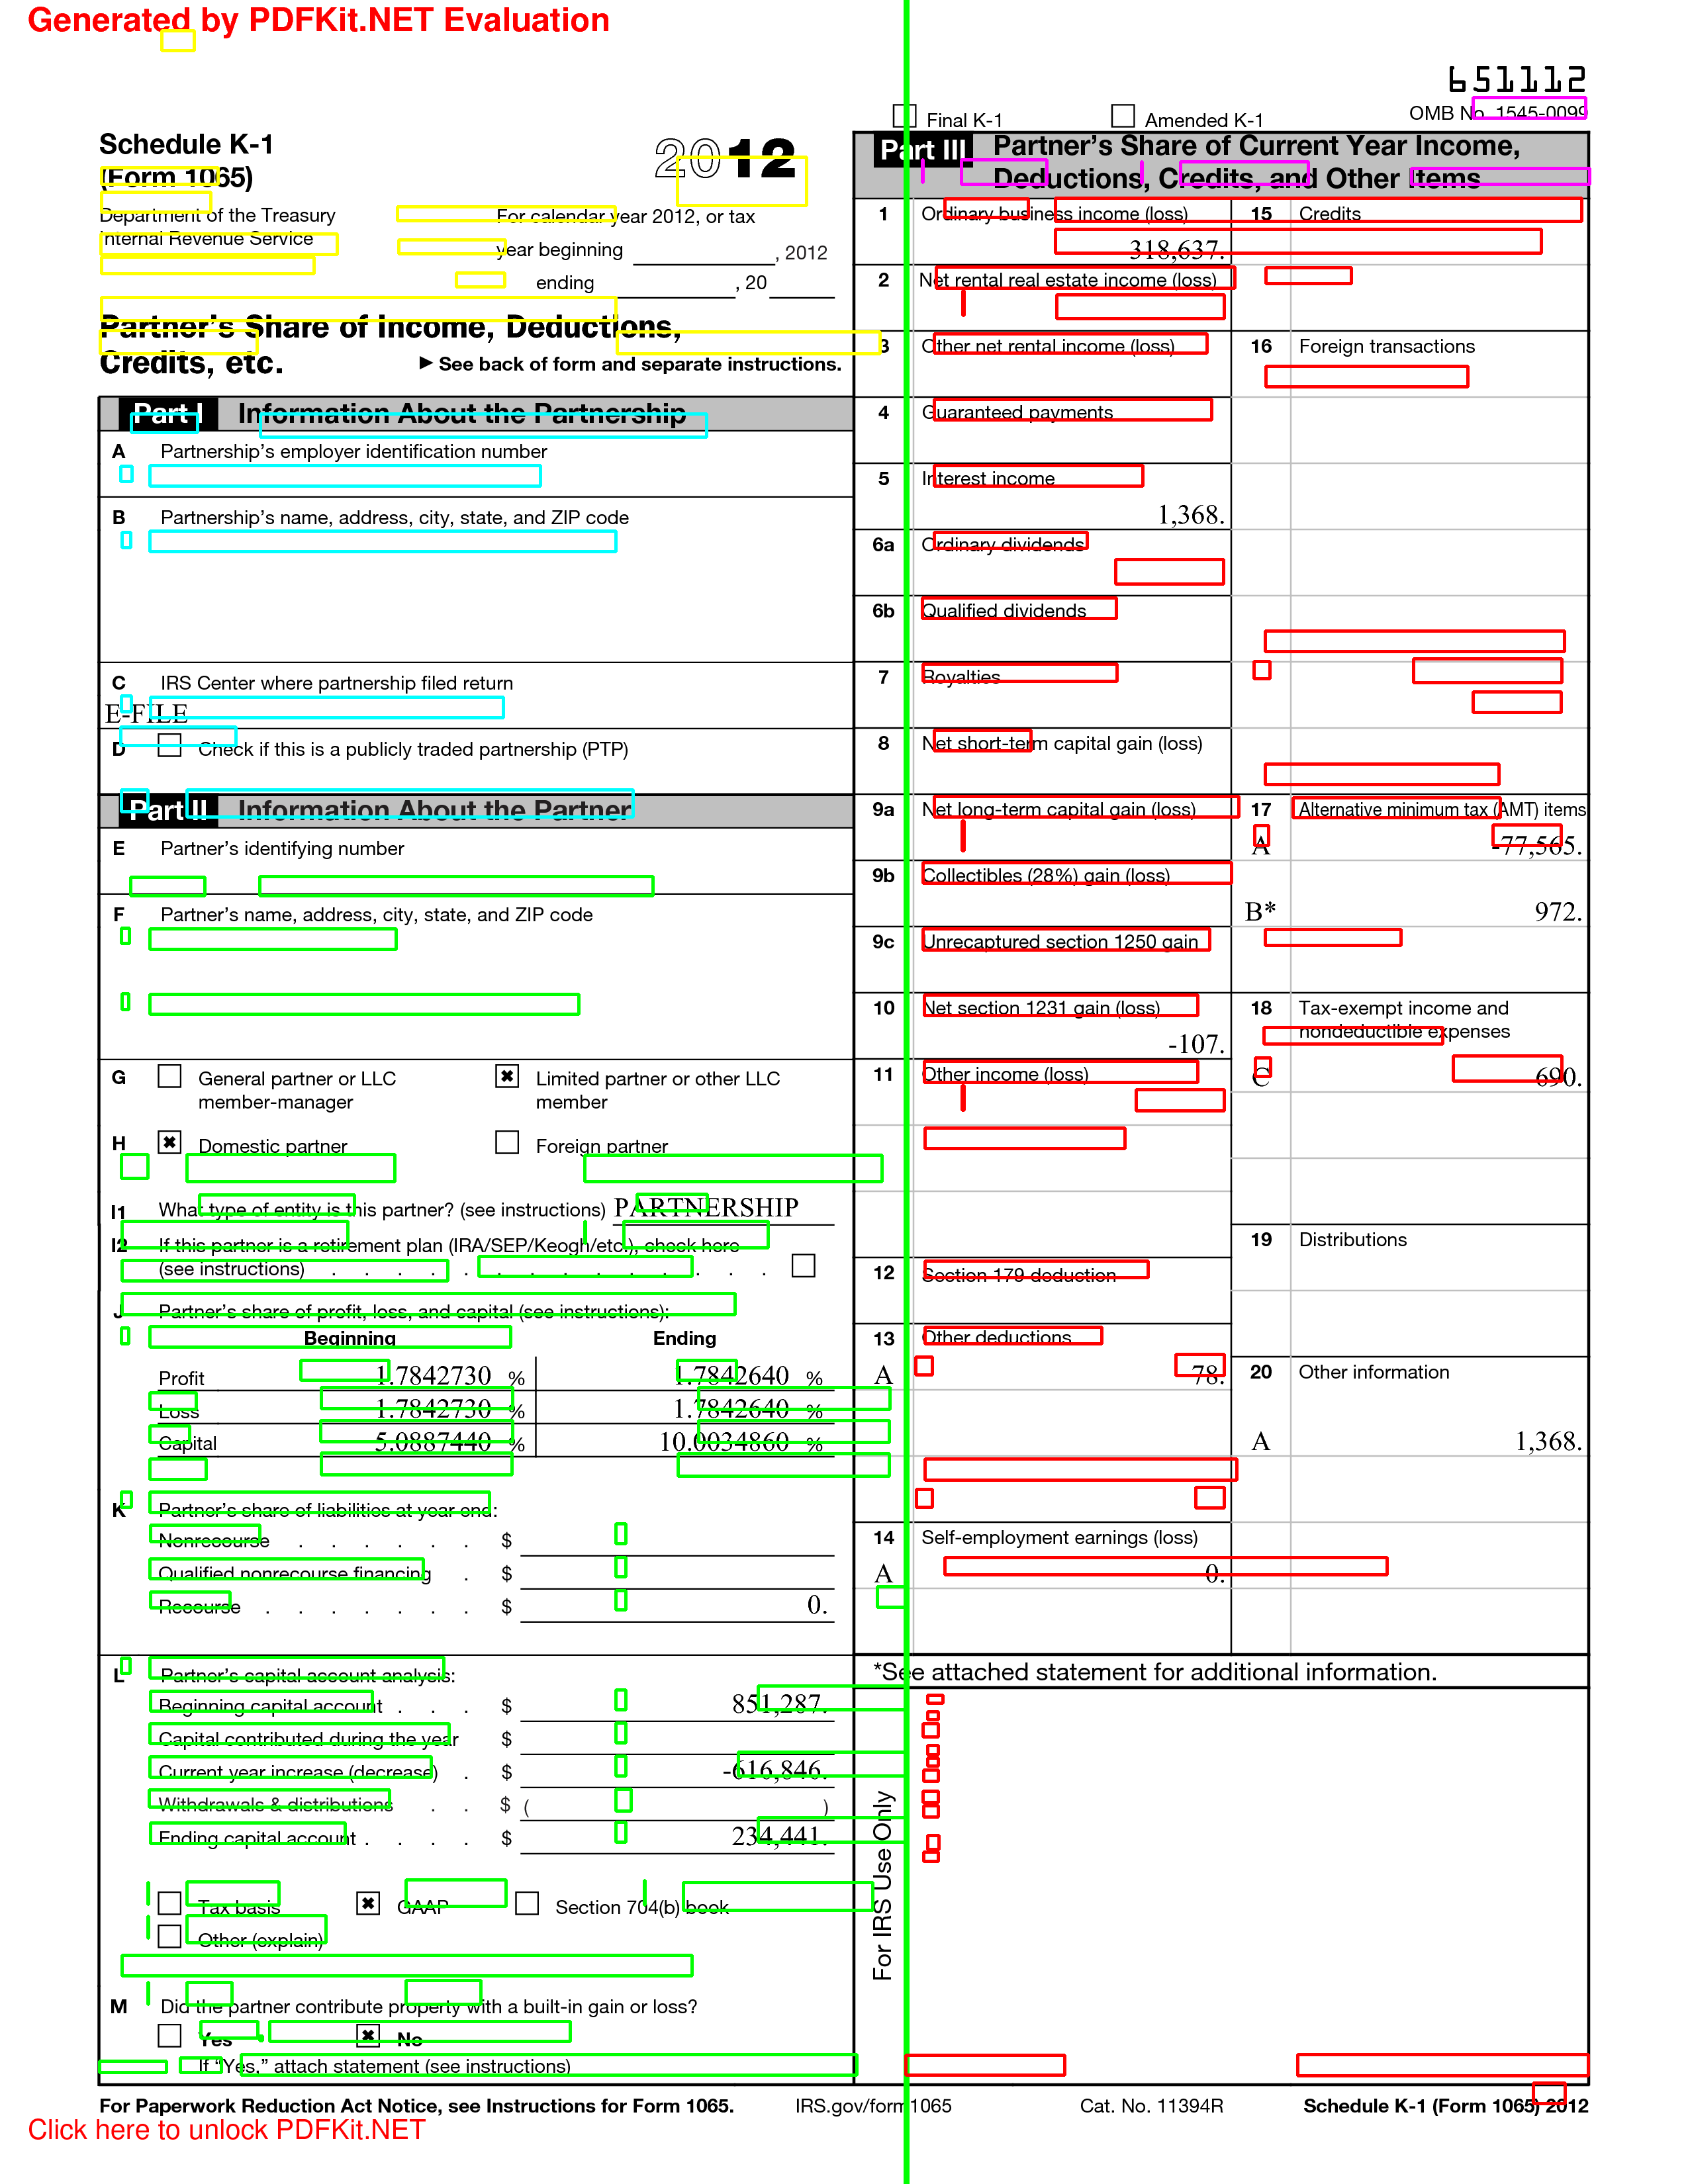 Generated by PDFKit.NET Evaluation
651112
OMB No. 1545-0099
Final K-1
Amended K-1
Schedule K-1
(Form 1065)
2012
Department of the Treasury
Internal Revenue Service
For calendar year 2012, or tax
year beginning , 2012
ending , 20
Partner's Share of Income, Deductions,
Credits, etc.
► See back of form and separate instructions.
Part I Information About the Partnership
A Partnership's employer identification number
B Partnership's name, address, city, state, and ZIP code
C IRS Center where partnership filed return
E-FILE
D Check if this is a publicly traded partnership (PTP)
Part II Information About the Partner
E Partner's identifying number
F Partner's name, address, city, state, and ZIP code
G General partner or LLC
member-manager
Limited partner or other LLC
member
H Domestic partner
Foreign partner
I1 What type of entity is this partner? (see instructions) PARTNERSHIP
I2 If this partner is a retirement plan (IRA/SEP/Keogh/etc.), check here
(see instructions) . . . . . . . . . . . . . .
J Partner's share of profit, loss, and capital (see instructions):
Beginning Ending
Profit 1.7842730 % 1.7842640 %
Loss 1.7842730 % 1.7842640 %
Capital 5.0887440 % 10.0034860 %
K Partner's share of liabilities at year end:
Nonrecourse . . . . . . $
Qualified nonrecourse financing . $
Recourse . . . . . . . $ 0.
L Partner's capital account analysis:
Beginning capital account . . . $ 851,287.
Capital contributed during the year $
Current year increase (decrease) . $ -616,846.
Withdrawals & distributions . . $ ( )
Ending capital account . . . . $ 234,441.
Tax basis GAAP Section 704(b) book
Other (explain)
M Did the partner contribute property with a built-in gain or loss?
Yes No
If "Yes," attach statement (see instructions)
Part III Partner's Share of Current Year Income,
Deductions, Credits, and Other Items
1 Ordinary business income (loss)
318,637.
2 Net rental real estate income (loss)
3 Other net rental income (loss)
4 Guaranteed payments
5 Interest income
1,368.
6a Ordinary dividends
6b Qualified dividends
7 Royalties
8 Net short-term capital gain (loss)
9a Net long-term capital gain (loss)
9b Collectibles (28%) gain (loss)
9c Unrecaptured section 1250 gain
10 Net section 1231 gain (loss)
-107.
11 Other income (loss)
12 Section 179 deduction
13 Other deductions
A 78.
14 Self-employment earnings (loss)
A 0.
15 Credits
16 Foreign transactions
17 Alternative minimum tax (AMT) items
A -77,565.
B* 972.
18 Tax-exempt income and
nondeductible expenses
C 690.
19 Distributions
20 Other information
A 1,368.
*See attached statement for additional information.
For IRS Use Only
For Paperwork Reduction Act Notice, see Instructions for Form 1065.
IRS.gov/form1065
Cat. No. 11394R
Schedule K-1 (Form 1065) 2012
Click here to unlock PDFKit.NET